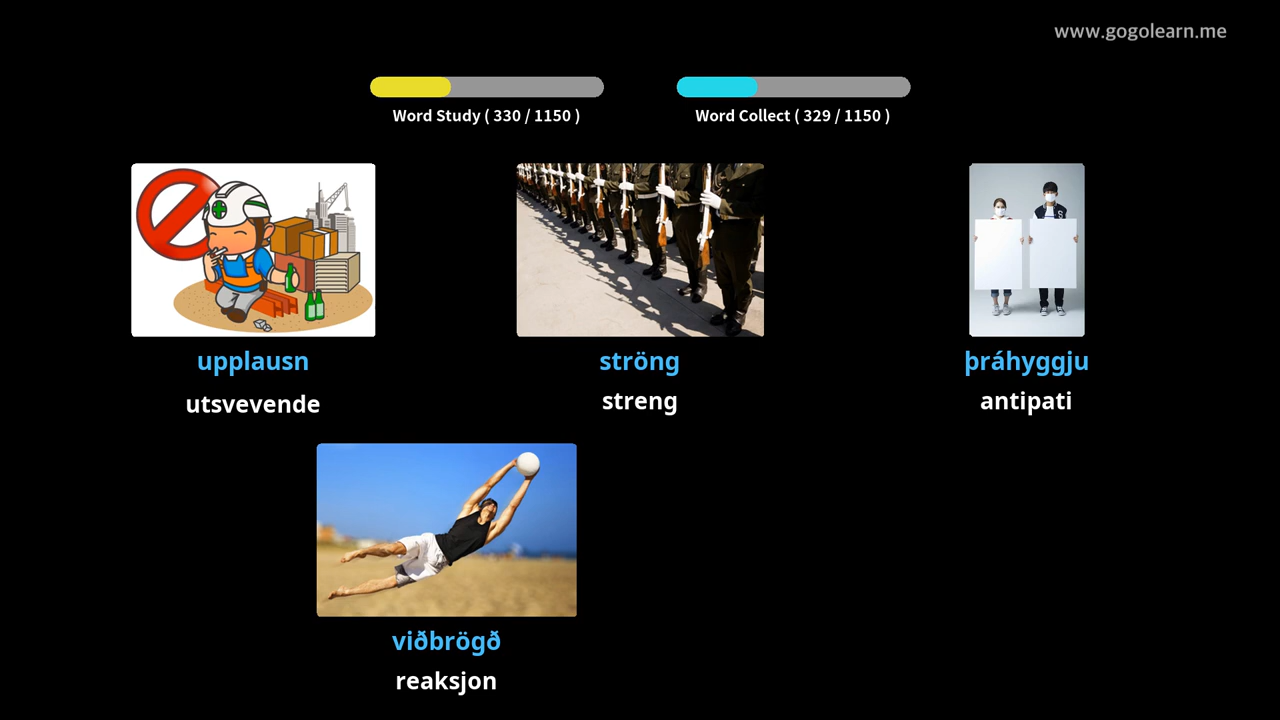 www.gogolearn.me
Word Study ( 330 / 1150 )
Word Collect ( 329 / 1150 )
upplausn
utsvevende
ströng
streng
þráhyggju
antipati
viðbrögð
reaksjon